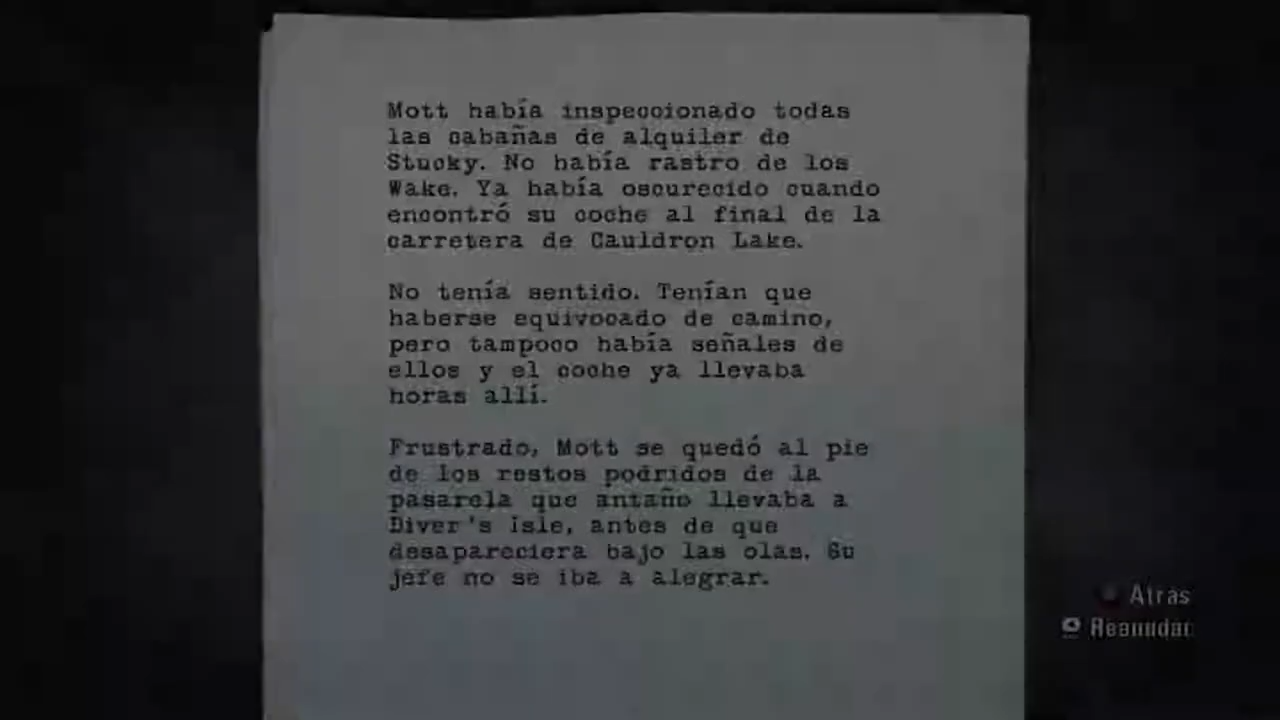 Mott había inspeccionado todas
las cabañas de alquiler de
Stucky. No había rastro de los
Wake. Ya había oscurecido cuando
encontró su coche al final de la
carretera de Cauldron Lake.
No tenía sentido. Tenían que
haberse equivocado de camino,
pero tampoco había señales de
ellos y el coche ya llevaba
horas allí.
Frustrado, Mott se quedó al pie
de los restos podridos de la
pasarela que antaño llevaba a
Diver's Isle, antes de que
desapareciera bajo las olas. Su
jefe no se iba a alegrar.
Atrás
Reanudar